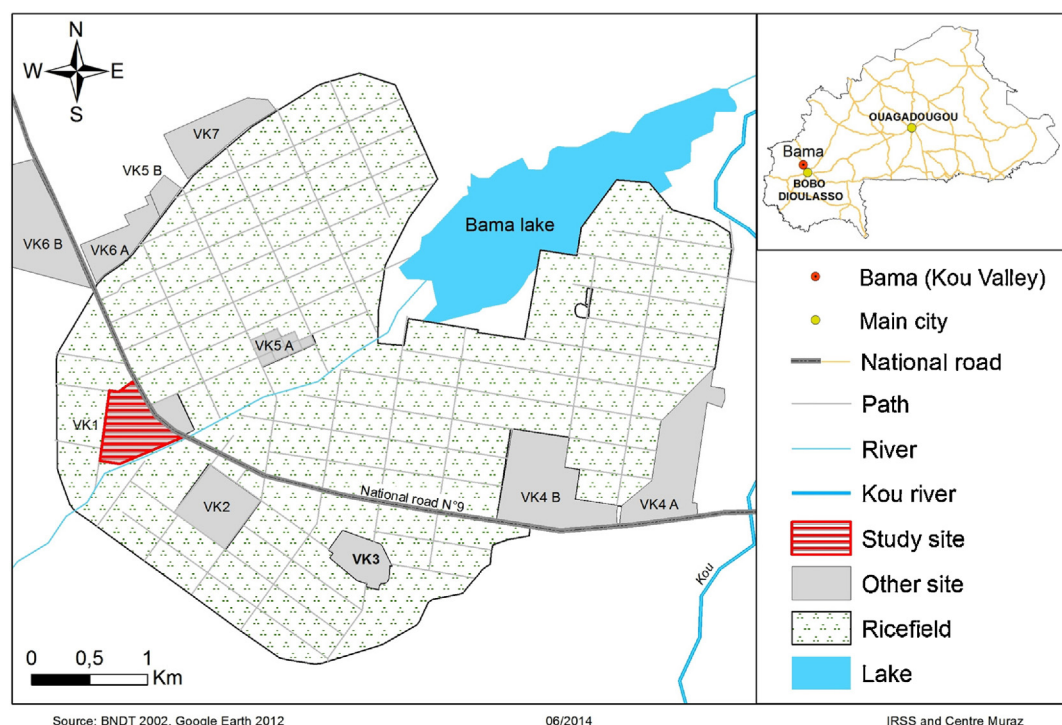 N
W E
S
VK7
VK5 B
VK6 B
VK6 A
Bama lake
VK5 A
VK1
VK2
National road N°9
VK4 B
VK4 A
VK3
Kou
0 0,5 1
Km
OUAGADOUGOU
Bama
BOBO
DIOULASSO
Bama (Kou Valley)
Main city
National road
Path
River
Kou river
Study site
Other site
Ricefield
Lake
Source: BNDT 2002, Google Earth 2012 06/2014 IRSS and Centre Muraz